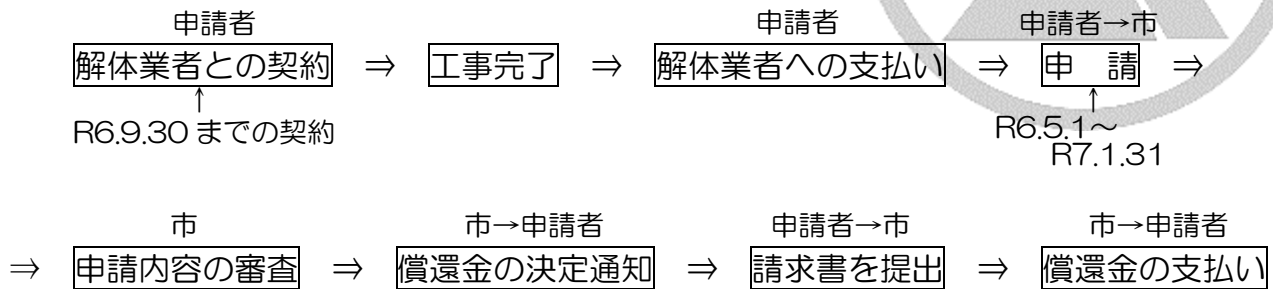 申請者 申請者 申請者→市
解体業者との契約 ⇒ 工事完了 ⇒ 解体業者への支払い ⇒ 申　請 ⇒
↑ ↑
R6.9.30 までの契約 R6.5.1～
R7.1.31
市 市→申請者 申請者→市 市→申請者
⇒ 申請内容の審査 ⇒ 償還金の決定通知 ⇒ 請求書を提出 ⇒ 償還金の支払い